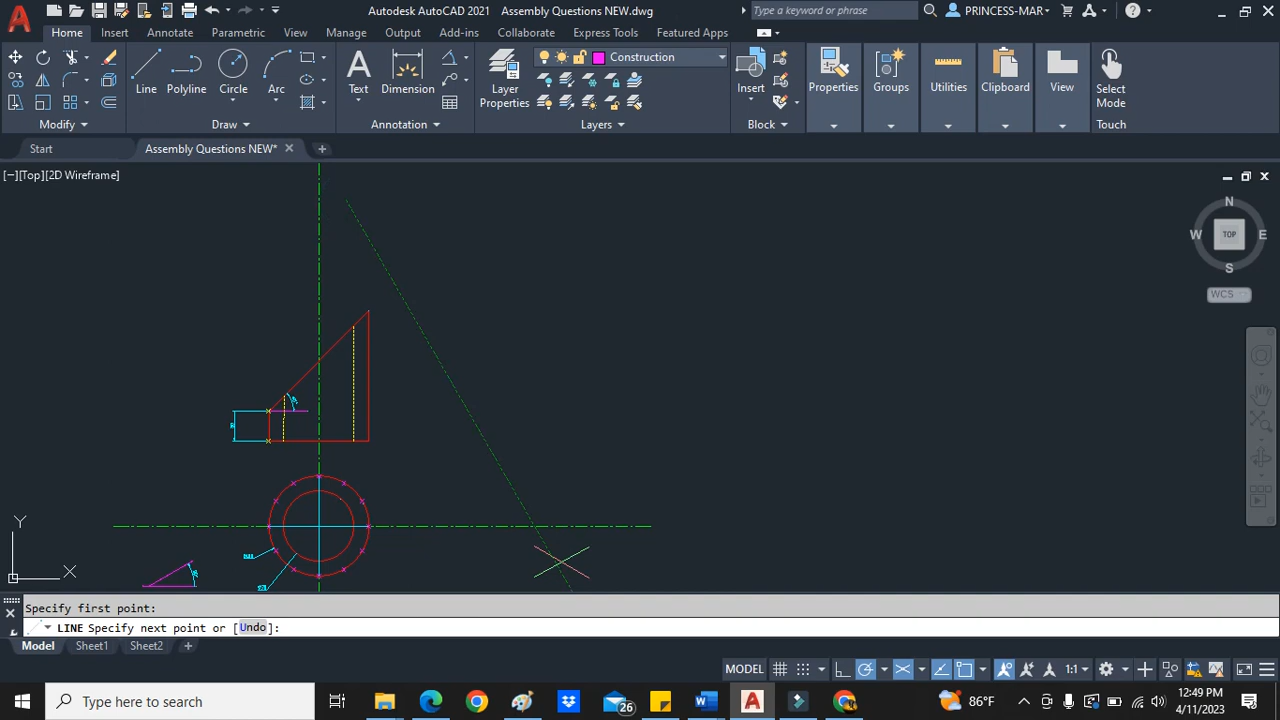 Autodesk AutoCAD 2021 Assembly Questions NEW.dwg
Type a keyword or phrase
PRINCESS-MAR
Home Insert Annotate Parametric View Manage Output Add-ins Collaborate Express Tools Featured Apps
Line Polyline Circle Arc Text Dimension Layer Properties Construction Insert Properties Groups Utilities Clipboard View Select Mode
Modify Draw Annotation Layers Block Touch
Start Assembly Questions NEW*
[−][Top][2D Wireframe]
N
W TOP E
S
WCS
Y
X
Specify first point:
LINE Specify next point or [Undo]:
Model Sheet1 Sheet2
MODEL 1:1
Type here to search
26
86°F
12:49 PM
4/11/2023